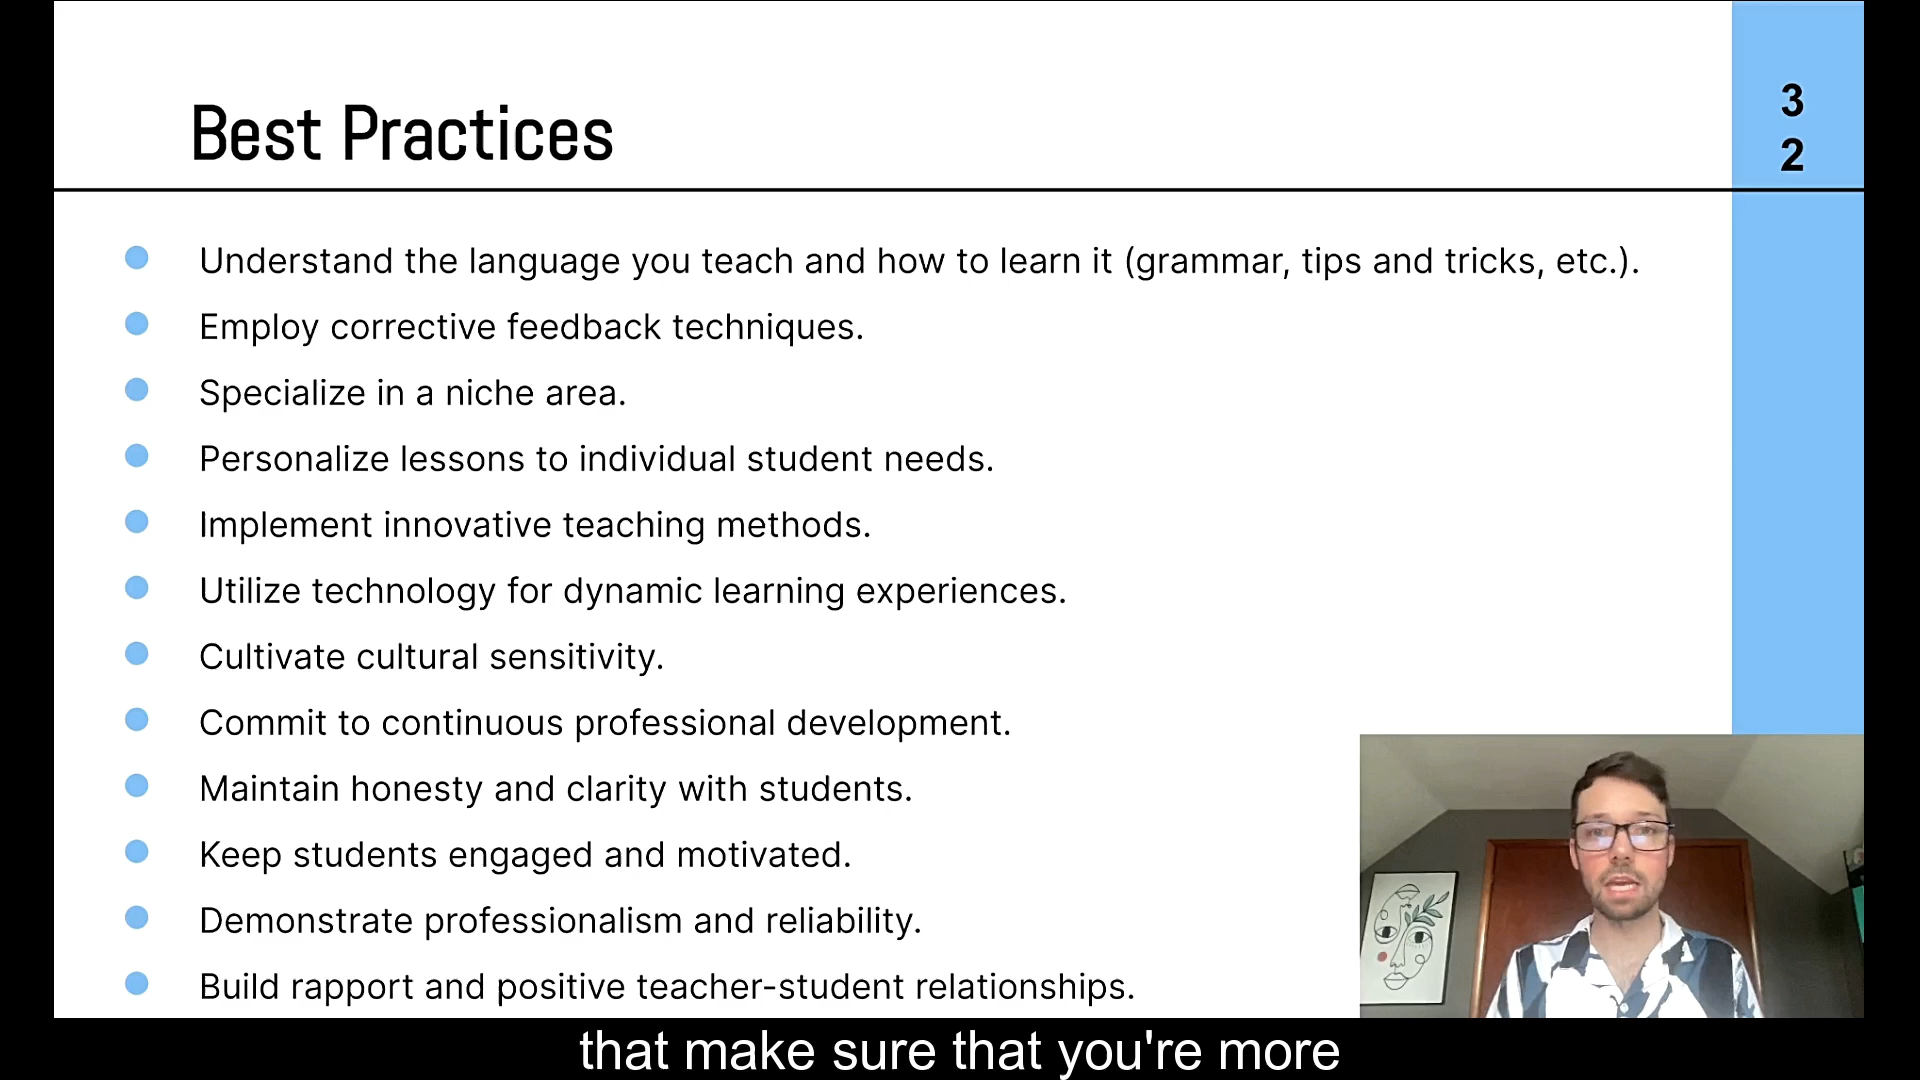 Best Practices
3
2
Understand the language you teach and how to learn it (grammar, tips and tricks, etc.).
Employ corrective feedback techniques.
Specialize in a niche area.
Personalize lessons to individual student needs.
Implement innovative teaching methods.
Utilize technology for dynamic learning experiences.
Cultivate cultural sensitivity.
Commit to continuous professional development.
Maintain honesty and clarity with students.
Keep students engaged and motivated.
Demonstrate professionalism and reliability.
Build rapport and positive teacher-student relationships.
that make sure that you're more